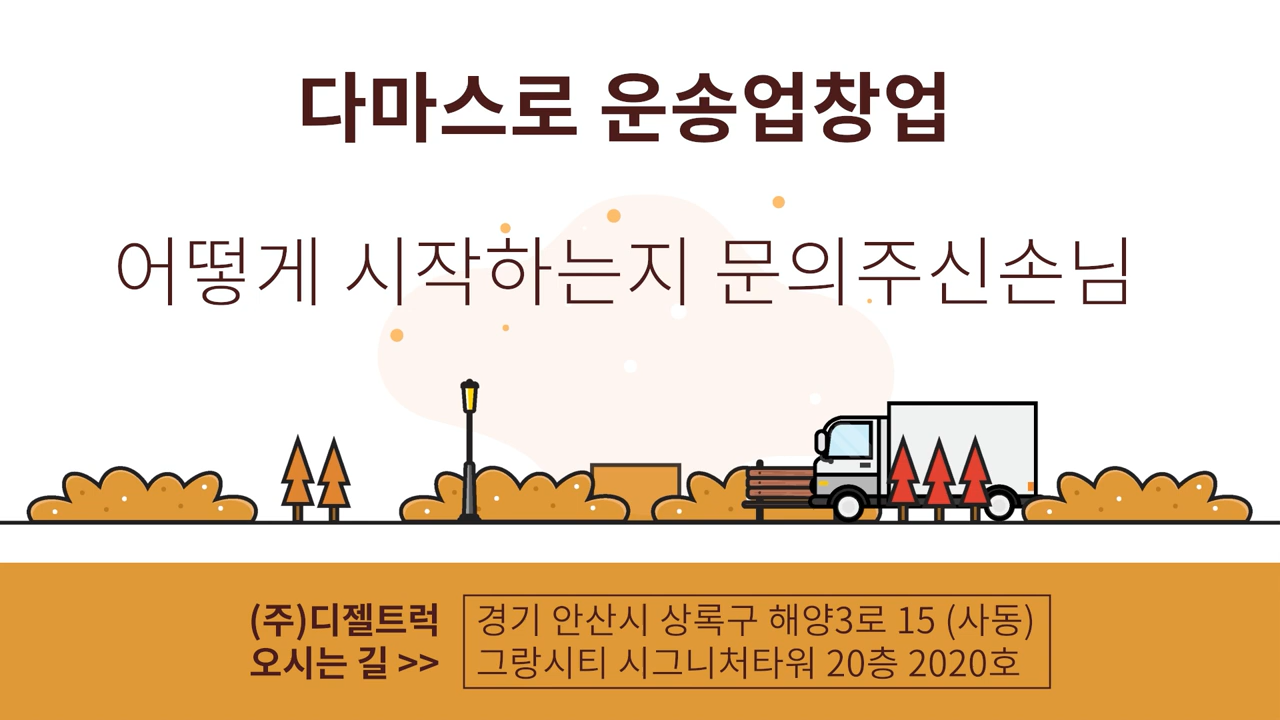 다마스로 운송업창업
어떻게 시작하는지 문의주신손님
(주)디젤트럭
오시는 길 >>
경기 안산시 상록구 해양3로 15 (사동)
그랑시티 시그니처타워 20층 2020호